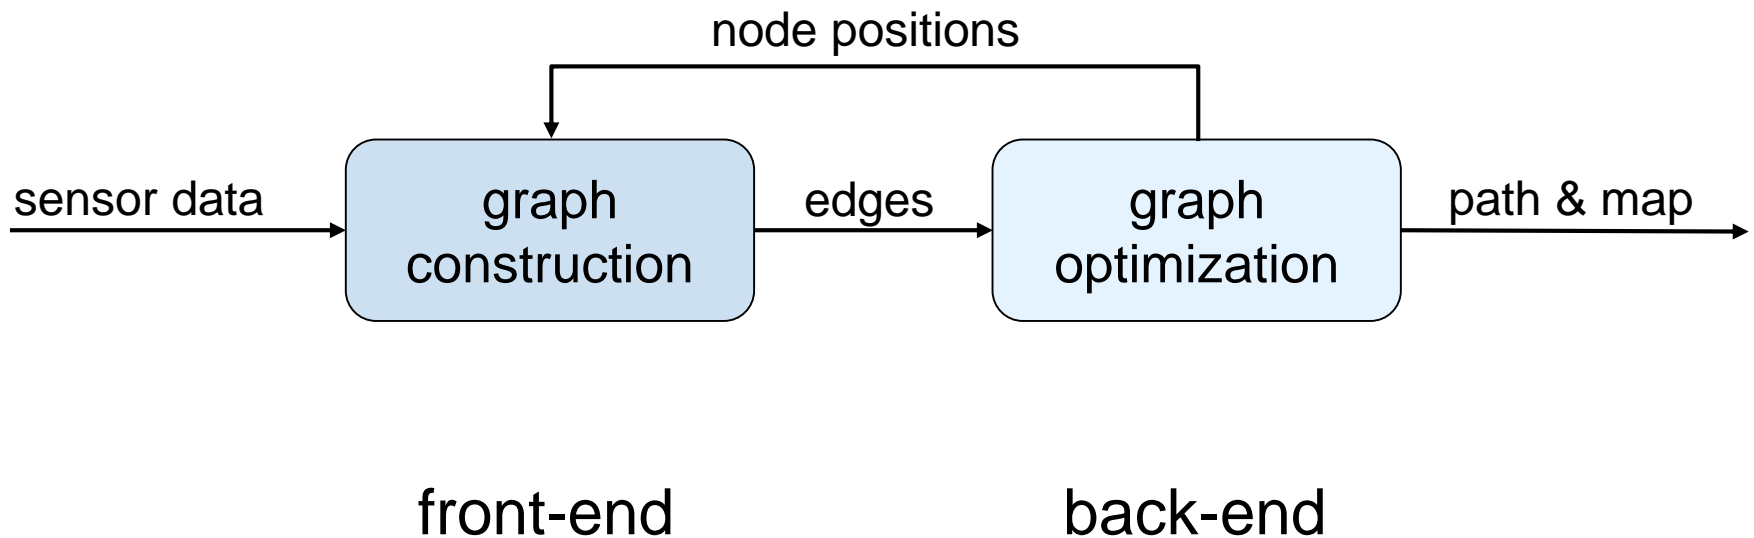 node positions
sensor data
graph
construction
edges
graph
optimization
path & map
front-end
back-end